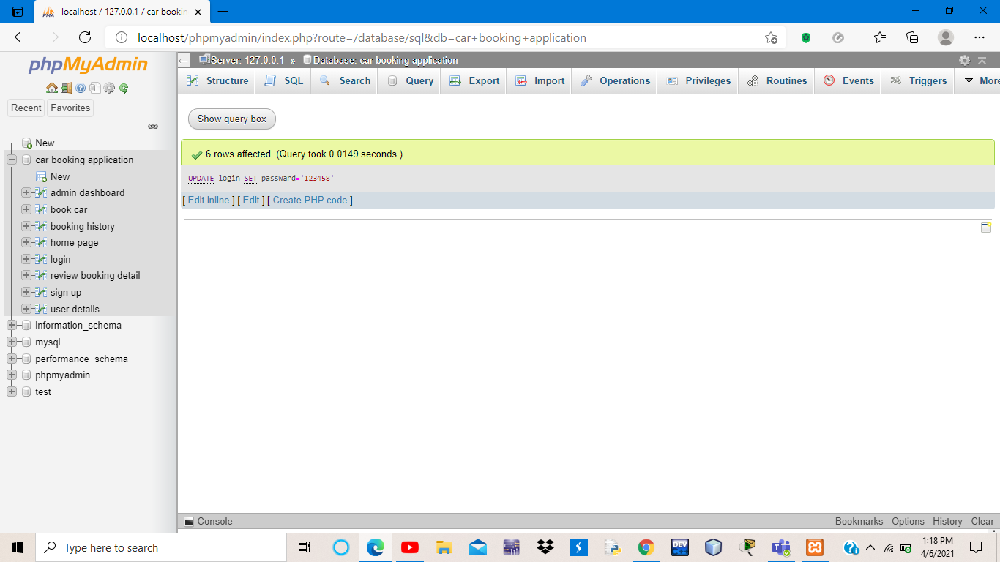 localhost / 127.0.0.1 / car bookin
localhost/phpmyadmin/index.php?route=/database/sql&db=car+booking+application
phpMyAdmin
Recent Favorites
New
car booking application
New
admin dashboard
book car
booking history
home page
login
review booking detail
sign up
user details
information_schema
mysql
performance_schema
phpmyadmin
test
Server: 127.0.0.1 » Database: car booking application
Structure SQL Search Query Export Import Operations Privileges Routines Events Triggers More
Show query box
6 rows affected. (Query took 0.0149 seconds.)
UPDATE login SET passward='123458'
[ Edit inline ] [ Edit ] [ Create PHP code ]
Console Bookmarks Options History Clear
Type here to search
DEV
1:18 PM
4/6/2021